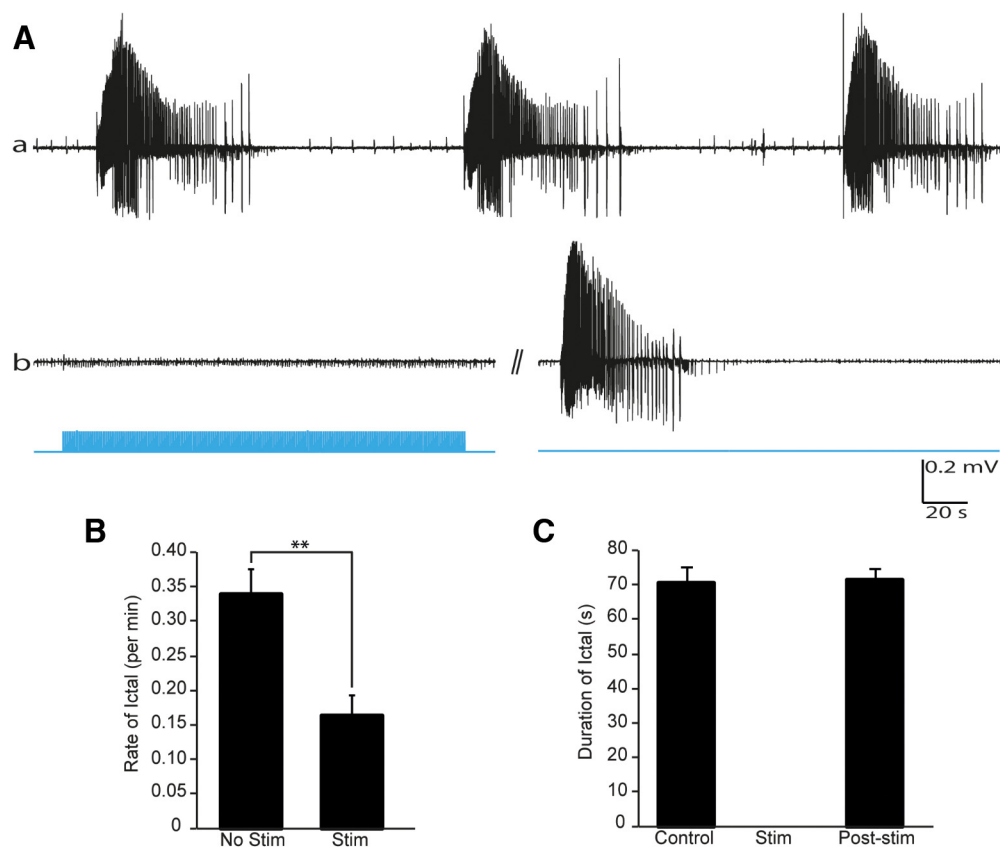 A
a
b
//
0.2 mV
20 s
B
Rate of Ictal (per min)
0.40
0.35
0.30
0.25
0.20
0.15
0.10
0.05
0
**
No Stim
Stim
C
Duration of Ictal (s)
80
70
60
50
40
70
20
10
0
Control
Stim
Post-stim